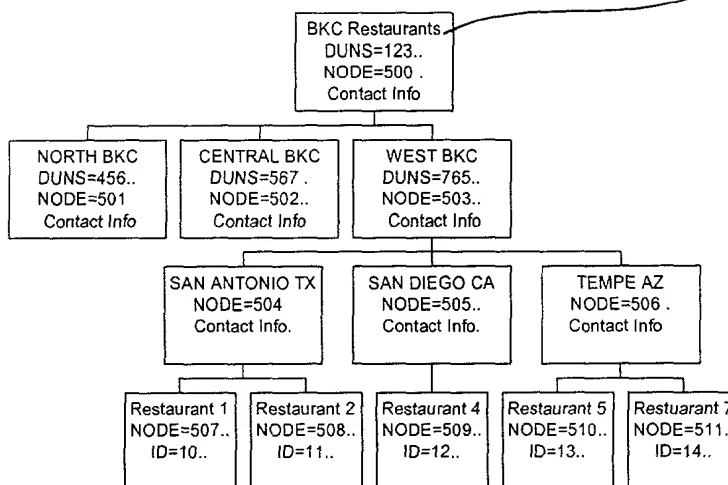 BKC Restaurants
DUNS=123..
NODE=500 .
Contact Info
NORTH BKC
DUNS=456..
NODE=501
Contact Info
CENTRAL BKC
DUNS=567 .
NODE=502..
Contact Info
WEST BKC
DUNS=765..
NODE=503..
Contact Info
SAN ANTONIO TX
NODE=504
Contact Info.
SAN DIEGO CA
NODE=505..
Contact Info.
TEMPE AZ
NODE=506 .
Contact Info
Restaurant 1
NODE=507..
ID=10..
Restaurant 2
NODE=508..
ID=11..
Restaurant 4
NODE=509..
ID=12..
Restaurant 5
NODE=510..
ID=13..
Restuarant 7
NODE=511.
ID=14..